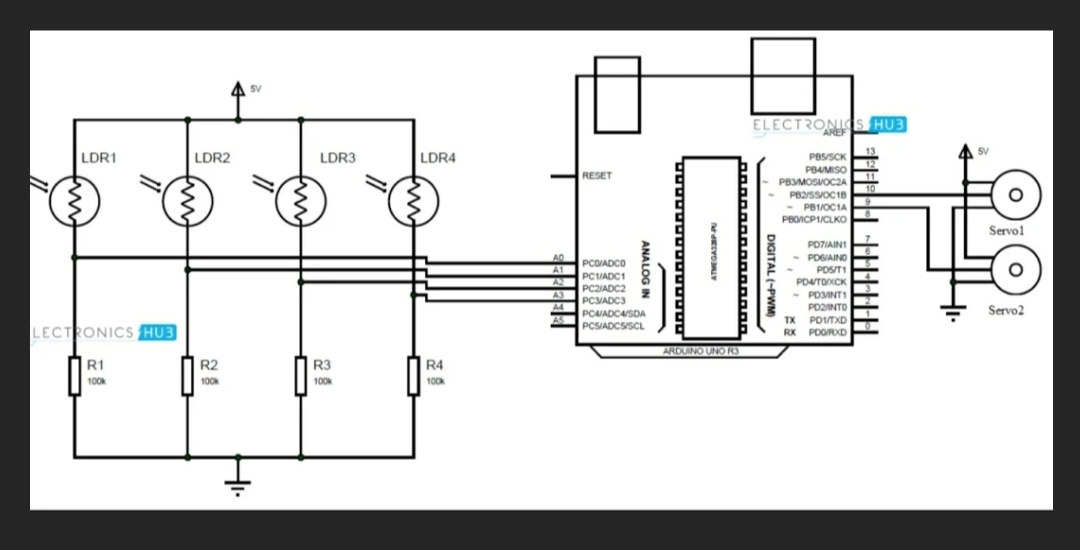 5V
LDR1
LDR2
LDR3
LDR4
LECTRONICS HU3
R1
100k
R2
100k
R3
100k
R4
100k
ELECTRONICS HU3
RESET
AREF
PB5/SCK 13
PB4/MISO 12
~ PB3/MOSI/OC2A 11
~ PB2/SS/OC1B 10
~ PB1/OC1A 9
PB0/ICP1/CLKO 8
PD7/AIN1 7
~ PD6/AIN0 6
~ PD5/T1 5
PD4/T0/XCK 4
~ PD3/INT1 3
PD2/INT0 2
TX PD1/TXD 1
RX PD0/RXD 0
A0 PC0/ADC0
A1 PC1/ADC1
A2 PC2/ADC2
A3 PC3/ADC3
A4 PC4/ADC4/SDA
A5 PC5/ADC5/SCL
ANALOG IN
ATMEGA328P-PU
DIGITAL (~PWM)
ARDUINO UNO R3
5V
Servo1
Servo2